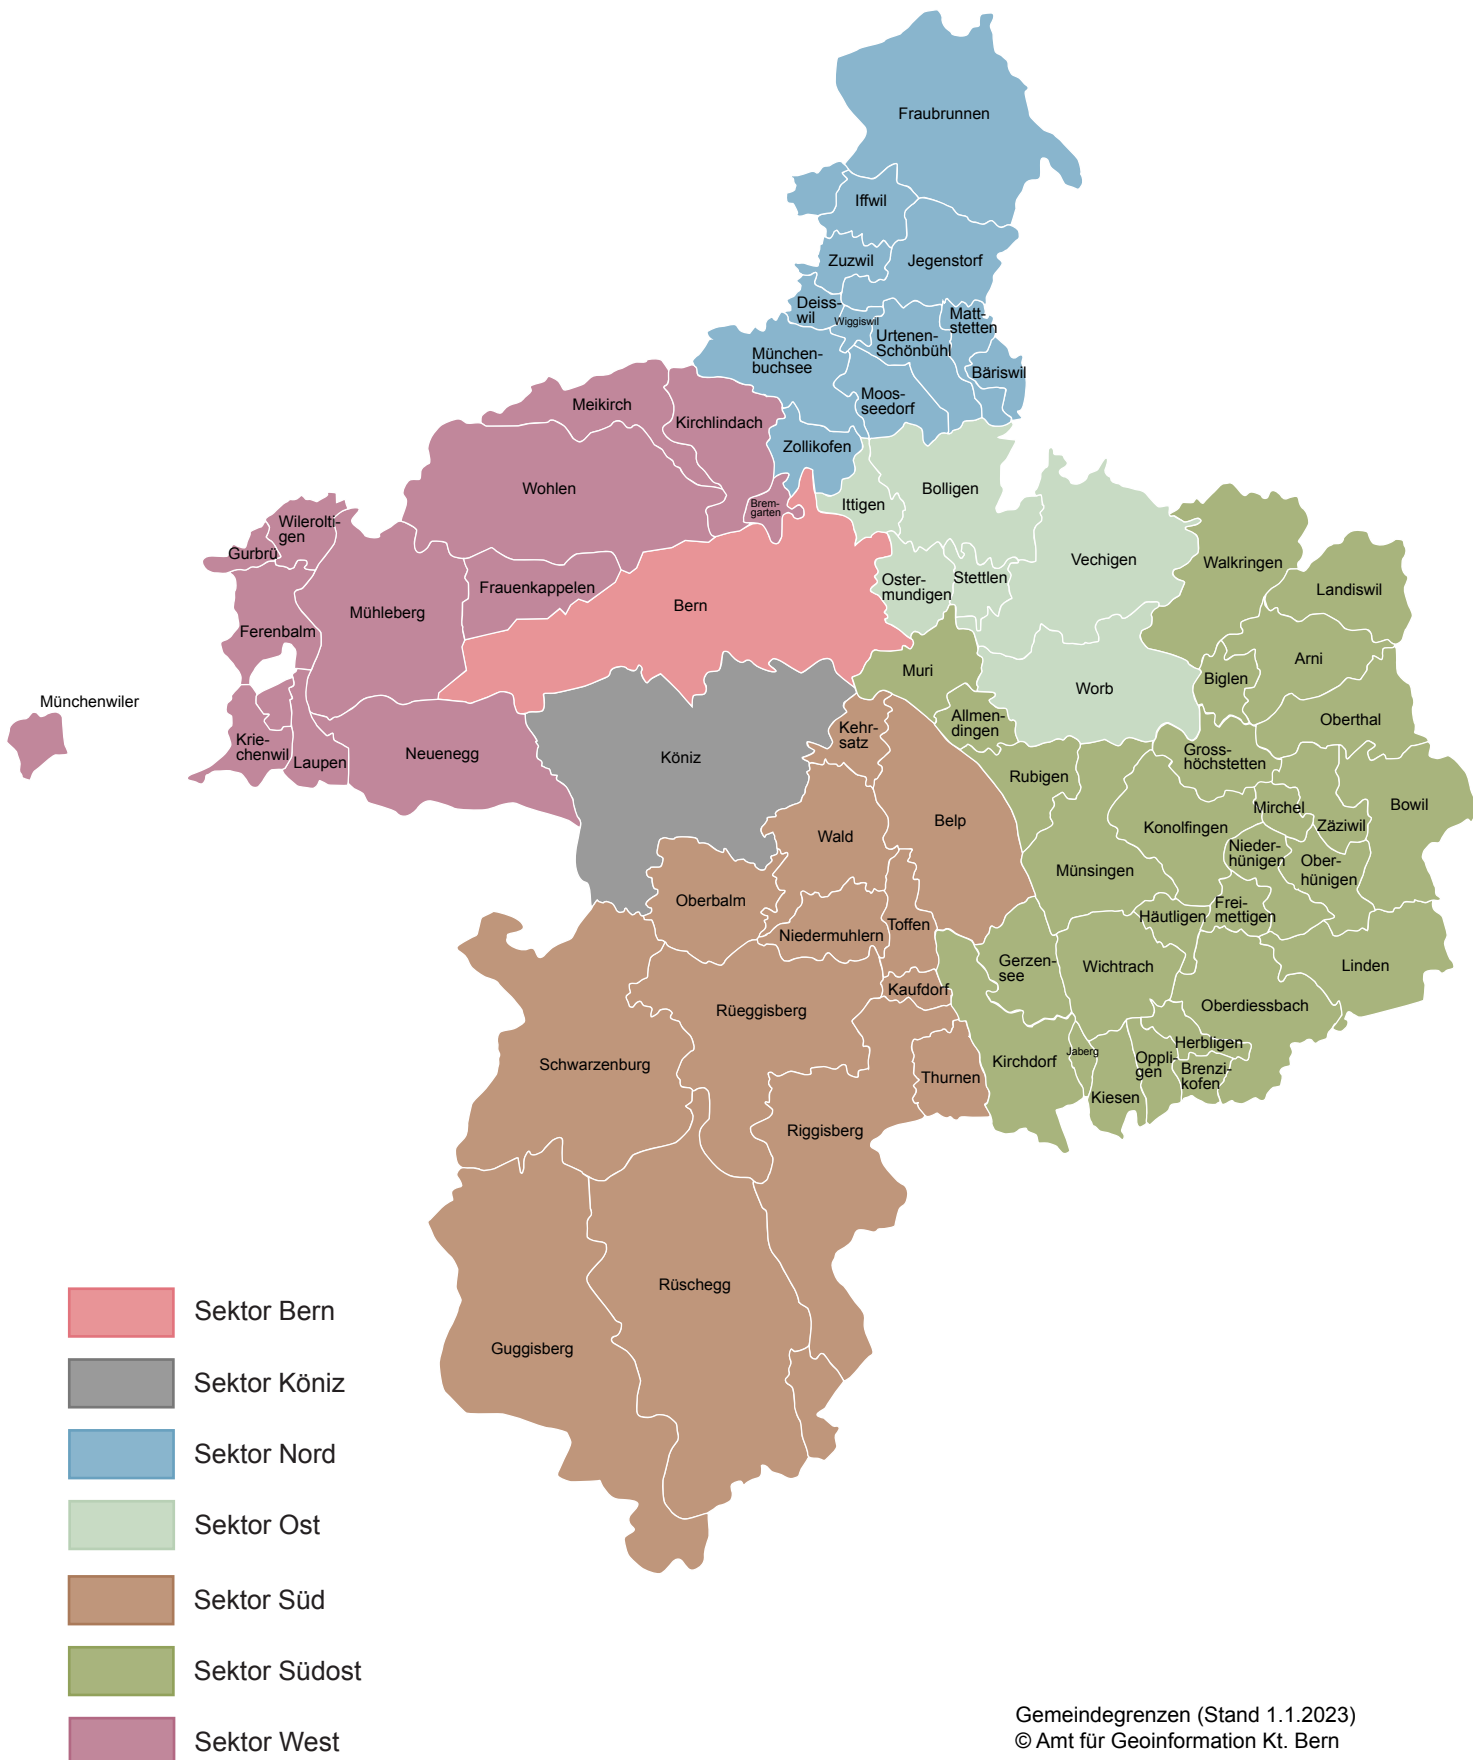 Fraubrunnen
Iffwil
Zuzwil
Jegenstorf
Deiss-
wil
Wiggiswil
Matt-
stetten
Urtenen-
Schönbühl
München-
buchsee
Bäriswil
Moos-
seedorf
Meikirch
Kirchlindach
Zollikofen
Wohlen
Bolligen
Ittigen
Brem-
garten
Wilerolti-
gen
Gurbrü
Vechigen
Walkringen
Oster-
mundigen
Stettlen
Frauenkappelen
Landiswil
Bern
Mühleberg
Ferenbalm
Arni
Muri
Biglen
Worb
Münchenwiler
Allmen-
dingen
Oberthal
Kehr-
satz
Krie-
chenwil
Laupen
Neuenegg
Köniz
Gross-
höchstetten
Rubigen
Mirchel
Bowil
Belp
Wald
Konolfingen
Zäziwil
Nieder-
hünigen
Ober-
hünigen
Münsingen
Oberbalm
Häutligen
Frei-
mettigen
Toffen
Niedermuhlern
Gerzen-
see
Wichtrach
Linden
Kaufdorf
Rüeggisberg
Oberdiessbach
Schwarzenburg
Kirchdorf
Jaberg
Herbligen
Oppli-
gen
Brenzi-
kofen
Thurnen
Kiesen
Riggisberg
Rüschegg
Guggisberg
Sektor Bern
Sektor Köniz
Sektor Nord
Sektor Ost
Sektor Süd
Sektor Südost
Sektor West
Gemeindegrenzen (Stand 1.1.2023)
© Amt für Geoinformation Kt. Bern